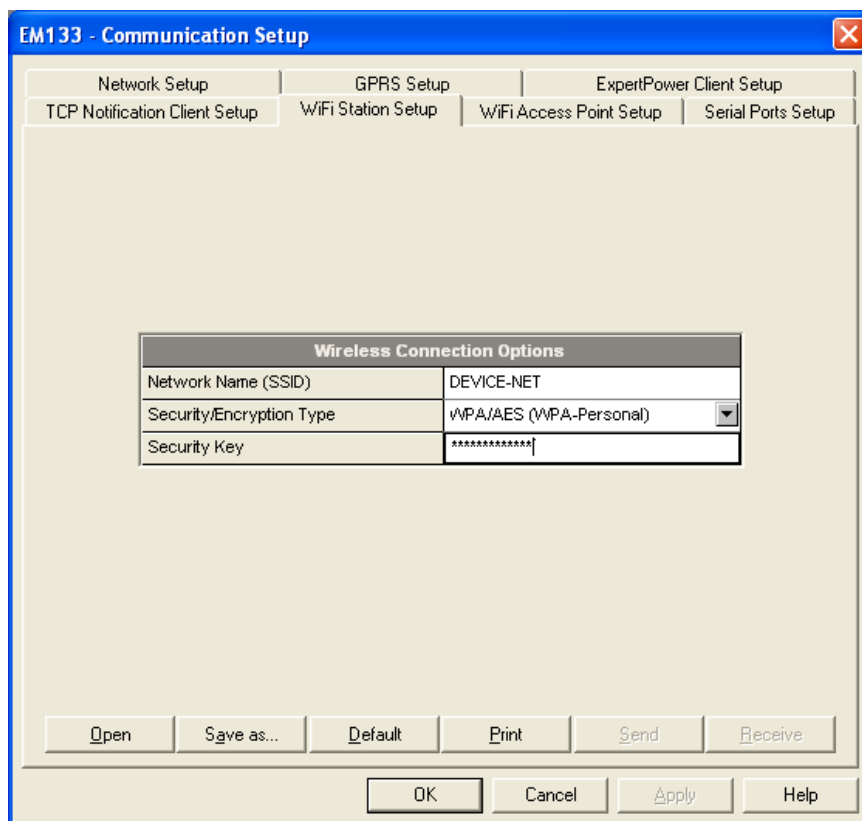 EM133 - Communication Setup
Network Setup GPRS Setup ExpertPower Client Setup
TCP Notification Client Setup WiFi Station Setup WiFi Access Point Setup Serial Ports Setup
Wireless Connection Options
Network Name (SSID) DEVICE-NET
Security/Encryption Type WPA/AES (WPA-Personal)
Security Key *************
Open Save as... Default Print Send Receive
OK Cancel Apply Help